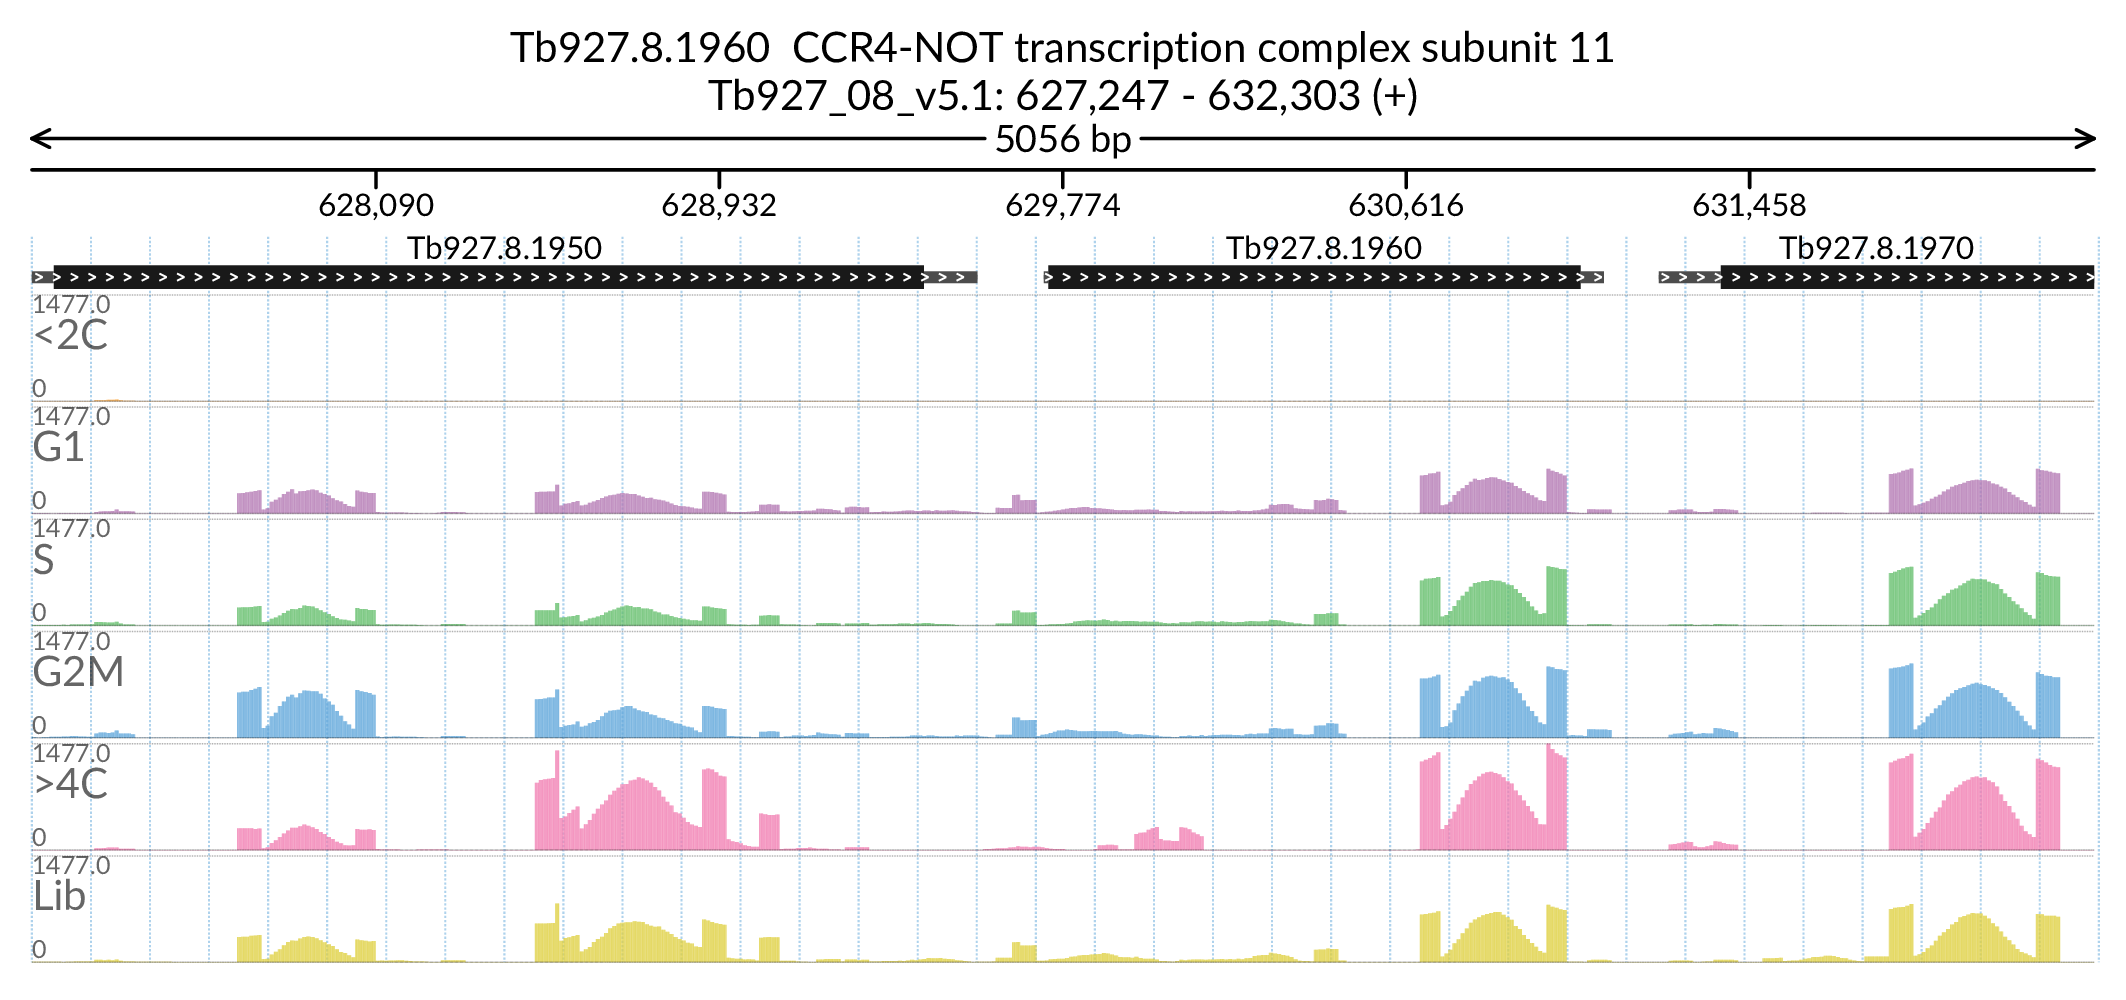 Tb927.8.1960  CCR4-NOT transcription complex subunit 11
Tb927_08_v5.1: 627,247 - 632,303 (+)
5056 bp
628,090 628,932 629,774 630,616 631,458
Tb927.8.1950 Tb927.8.1960 Tb927.8.1970
1477.0
<2C
0
1477.0
G1
0
1477.0
S
0
1477.0
G2M
0
1477.0
>4C
0
1477.0
Lib
0